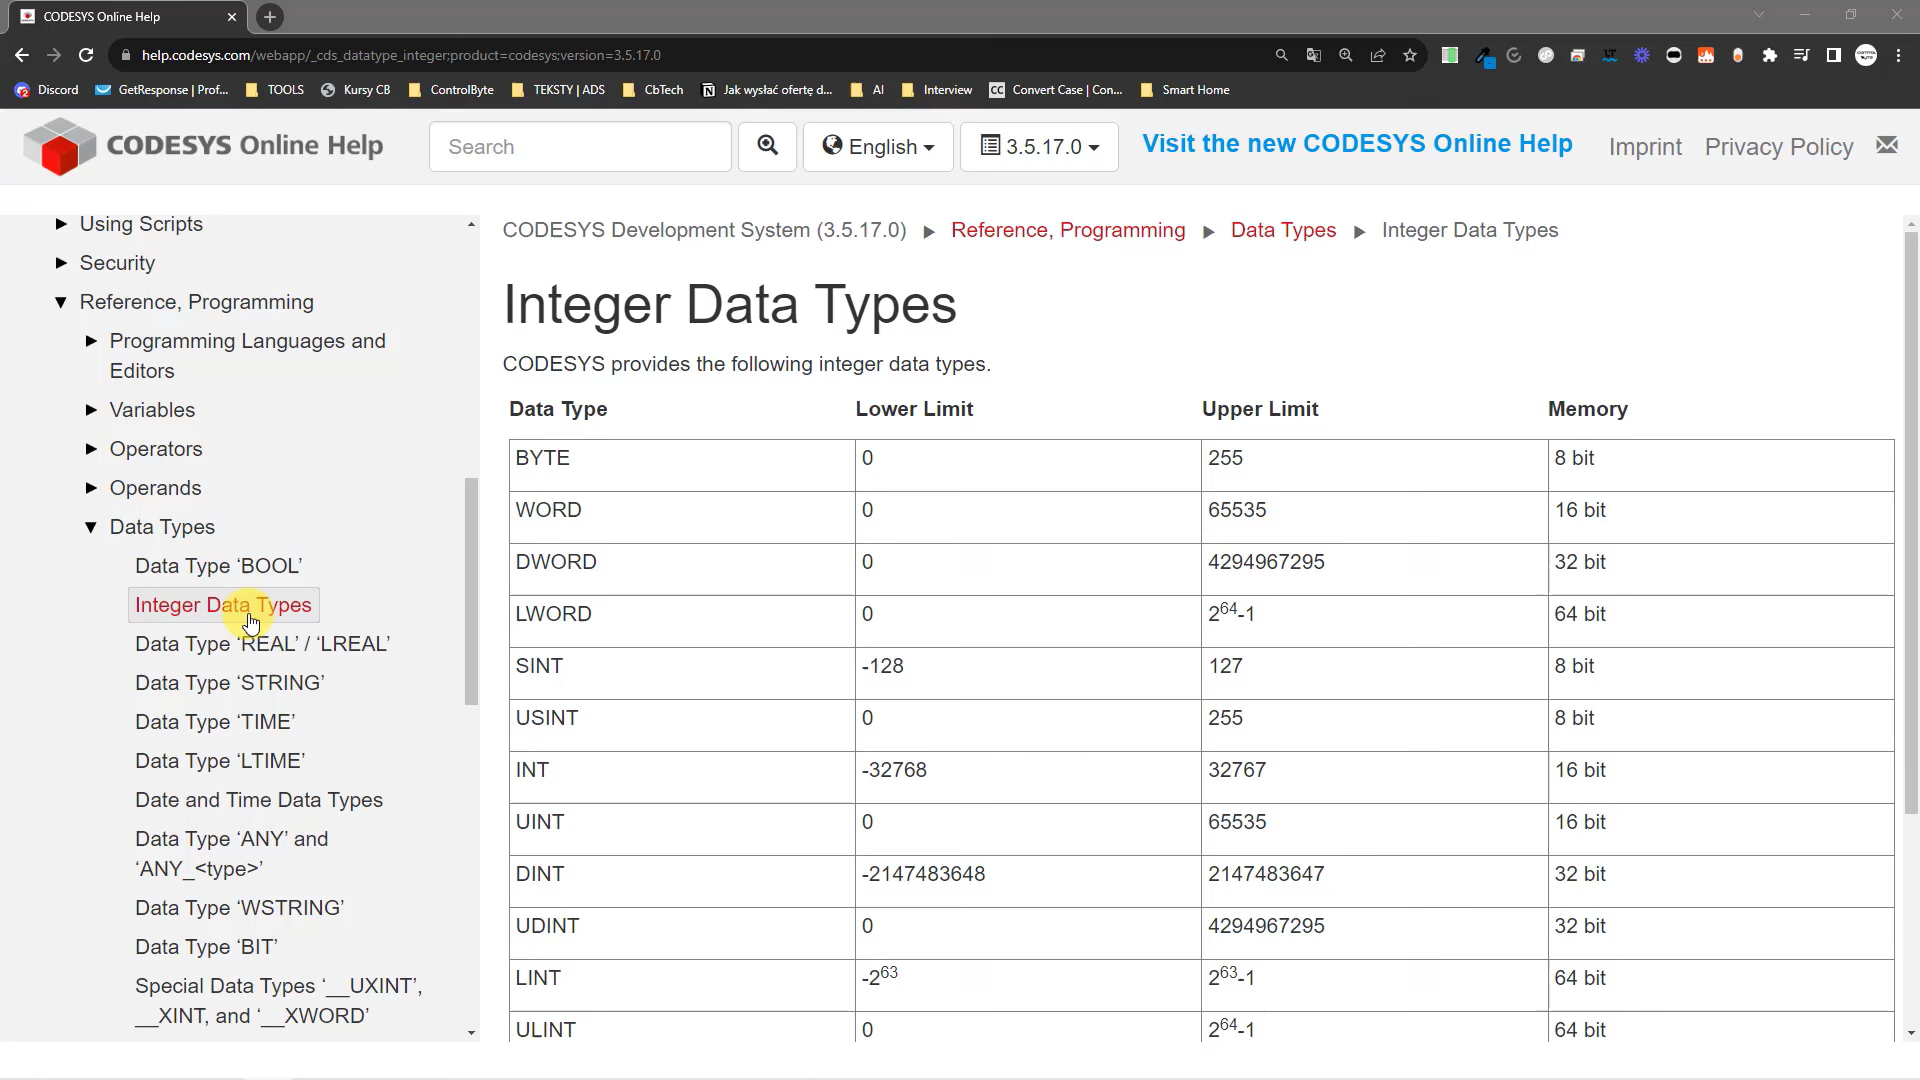 CODESYS Online Help
help.codesys.com/webapp/_cds_datatype_integer;product=codesys;version=3.5.17.0
Discord GetResponse | Prof... TOOLS Kursy CB ControlByte TEKSTY | ADS CbTech Jak wysłać ofertę d... AI Interview CC Convert Case | Con... Smart Home
CODESYS Online Help Search English 3.5.17.0 Visit the new CODESYS Online Help Imprint Privacy Policy
Using Scripts
Security
Reference, Programming
Programming Languages and
Editors
Variables
Operators
Operands
Data Types
Data Type ‘BOOL’
Integer Data Types
Data Type ‘REAL’ / ‘LREAL’
Data Type ‘STRING’
Data Type ‘TIME’
Data Type ‘LTIME’
Date and Time Data Types
Data Type ‘ANY’ and
‘ANY_<type>’
Data Type ‘WSTRING’
Data Type ‘BIT’
Special Data Types ‘__UXINT’,
__XINT, and ‘__XWORD’
CODESYS Development System (3.5.17.0) ▶ Reference, Programming ▶ Data Types ▶ Integer Data Types
Integer Data Types
CODESYS provides the following integer data types.
Data Type Lower Limit Upper Limit Memory
BYTE 0 255 8 bit
WORD 0 65535 16 bit
DWORD 0 4294967295 32 bit
LWORD 0 2^64-1 64 bit
SINT -128 127 8 bit
USINT 0 255 8 bit
INT -32768 32767 16 bit
UINT 0 65535 16 bit
DINT -2147483648 2147483647 32 bit
UDINT 0 4294967295 32 bit
LINT -2^63 2^63-1 64 bit
ULINT 0 2^64-1 64 bit